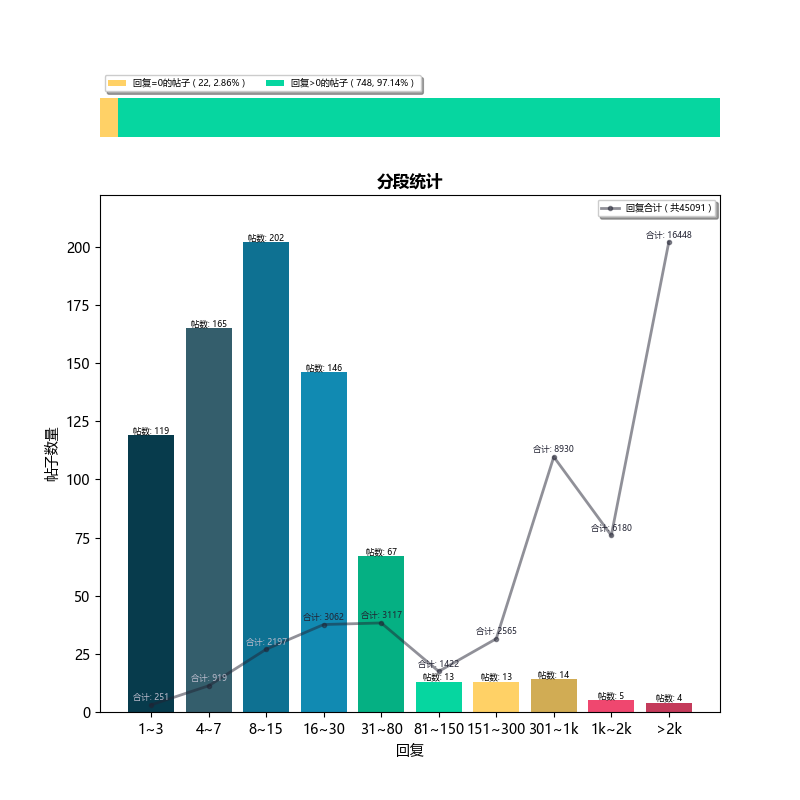 回复=0的帖子 ( 22, 2.86% ) 回复>0的帖子 ( 748, 97.14% )
分段统计
回复合计 ( 共45091 )
合计: 16448
帖数: 202
帖数: 165
帖数: 146
帖数: 119
合计: 8930
帖数: 67
合计: 6180
合计: 3117
合计: 3062
合计: 2565
合计: 2197
合计: 1422
合计: 919
合计: 251
帖数: 13
帖数: 13
帖数: 14
帖数: 5
帖数: 4
帖子数量
200
175
150
125
100
75
50
25
0
1~3 4~7 8~15 16~30 31~80 81~150 151~300 301~1k 1k~2k >2k
回复